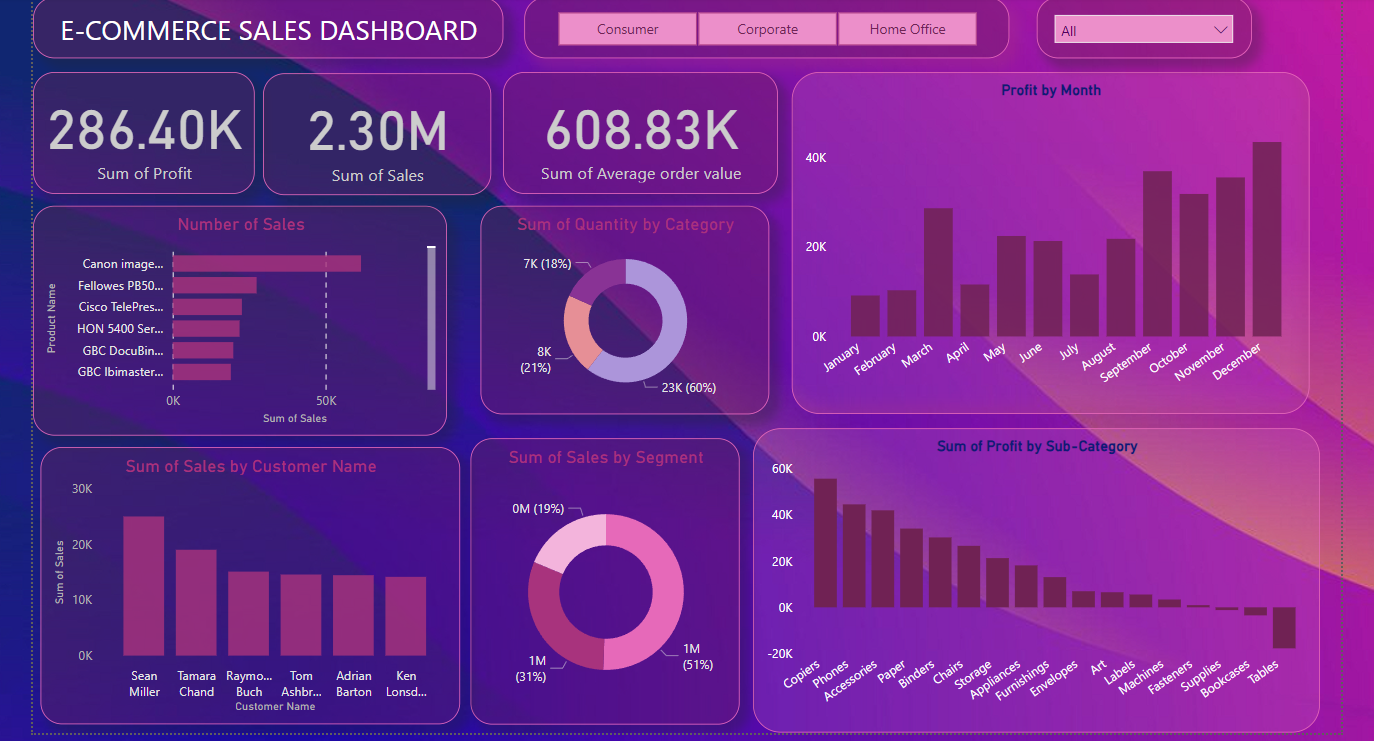 E-COMMERCE SALES DASHBOARD
Consumer
Corporate
Home Office
All
286.40K
Sum of Profit
2.30M
Sum of Sales
608.83K
Sum of Average order value
Profit by Month
40K
20K
0K
January
February
March
April
May
June
July
August
September
October
November
December
Number of Sales
Product Name
Canon image...
Fellowes PB50...
Cisco TelePres...
HON 5400 Ser...
GBC DocuBin...
GBC Ibimaster...
0K
50K
Sum of Sales
Sum of Quantity by Category
7K (18%)
8K
(21%)
23K (60%)
Sum of Sales by Customer Name
Sum of Sales
30K
20K
10K
0K
Sean
Miller
Tamara
Chand
Raymo...
Buch
Tom
Ashbr...
Adrian
Barton
Ken
Lonsd...
Customer Name
Sum of Sales by Segment
0M (19%)
1M
(31%)
1M
(51%)
Sum of Profit by Sub-Category
60K
40K
20K
0K
-20K
Copiers
Phones
Accessories
Paper
Binders
Chairs
Storage
Appliances
Furnishings
Envelopes
Art
Labels
Machines
Fasteners
Supplies
Bookcases
Tables